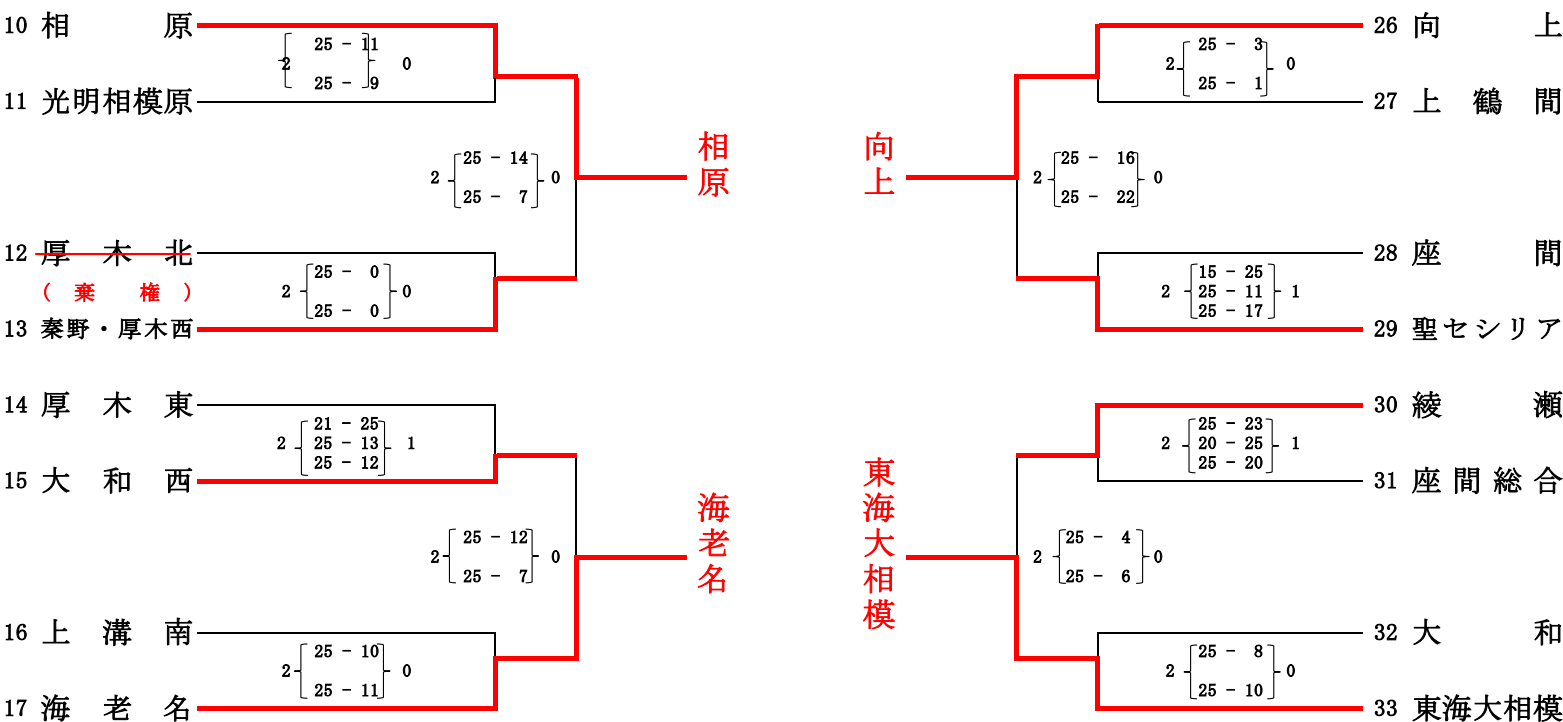 10 相原
2 25 - 11 0
25 - 9
11 光明相模原
相原
2 25 - 14 0
25 - 7
12 厚木北
(棄権)
2 25 - 0 0
25 - 0
13 秦野・厚木西
14 厚木東
21 - 25
2 25 - 13 1
25 - 12
15 大和西
海老名
2 25 - 12 0
25 - 7
16 上溝南
2 25 - 10 0
25 - 11
17 海老名
26 向上
2 25 - 3 0
25 - 1
27 上鶴間
向上
2 25 - 16 0
25 - 22
28 座間
15 - 25
2 25 - 11 1
25 - 17
29 聖セシリア
30 綾瀬
25 - 23
2 20 - 25 1
25 - 20
31 座間総合
東海大相模
2 25 - 4 0
25 - 6
32 大和
2 25 - 8 0
25 - 10
33 東海大相模